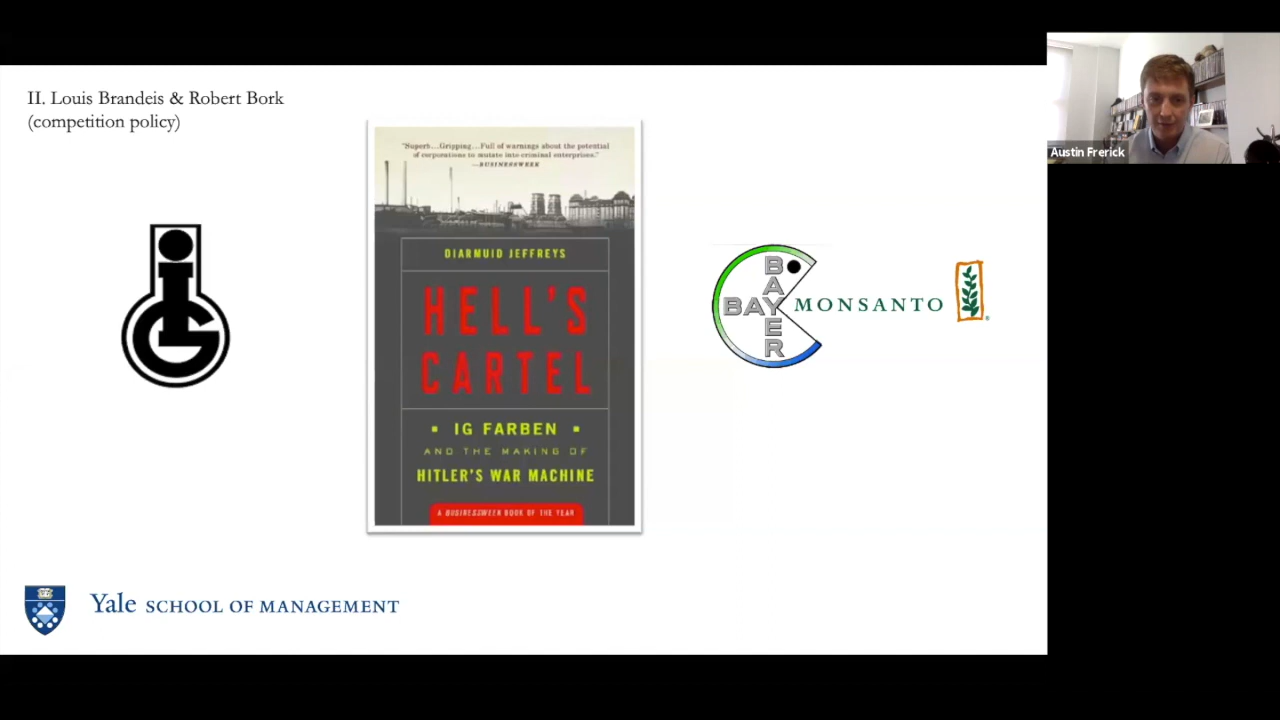 II. Louis Brandeis & Robert Bork
(competition policy)
"Superb...Gripping...Full of warnings about the potential
of corporations to mutate into criminal enterprises."
—BUSINESSWEEK
DIARMUID JEFFREYS
HELL'S
CARTEL
▪ IG FARBEN ▪
AND THE MAKING OF
HITLER'S WAR MACHINE
A BUSINESSWEEK BOOK OF THE YEAR
IG
BAYER
BAYER
MONSANTO
®
Yale SCHOOL OF MANAGEMENT
Austin Frerick